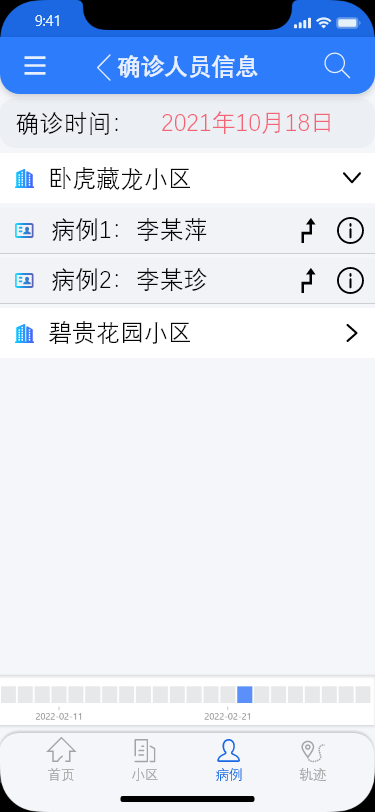 9:41
确诊人员信息
确诊时间： 2021年10月18日
卧虎藏龙小区
病例1：李某萍
病例2：李某珍
碧贵花园小区
2022-02-11 2022-02-21
首页 小区 病例 轨迹